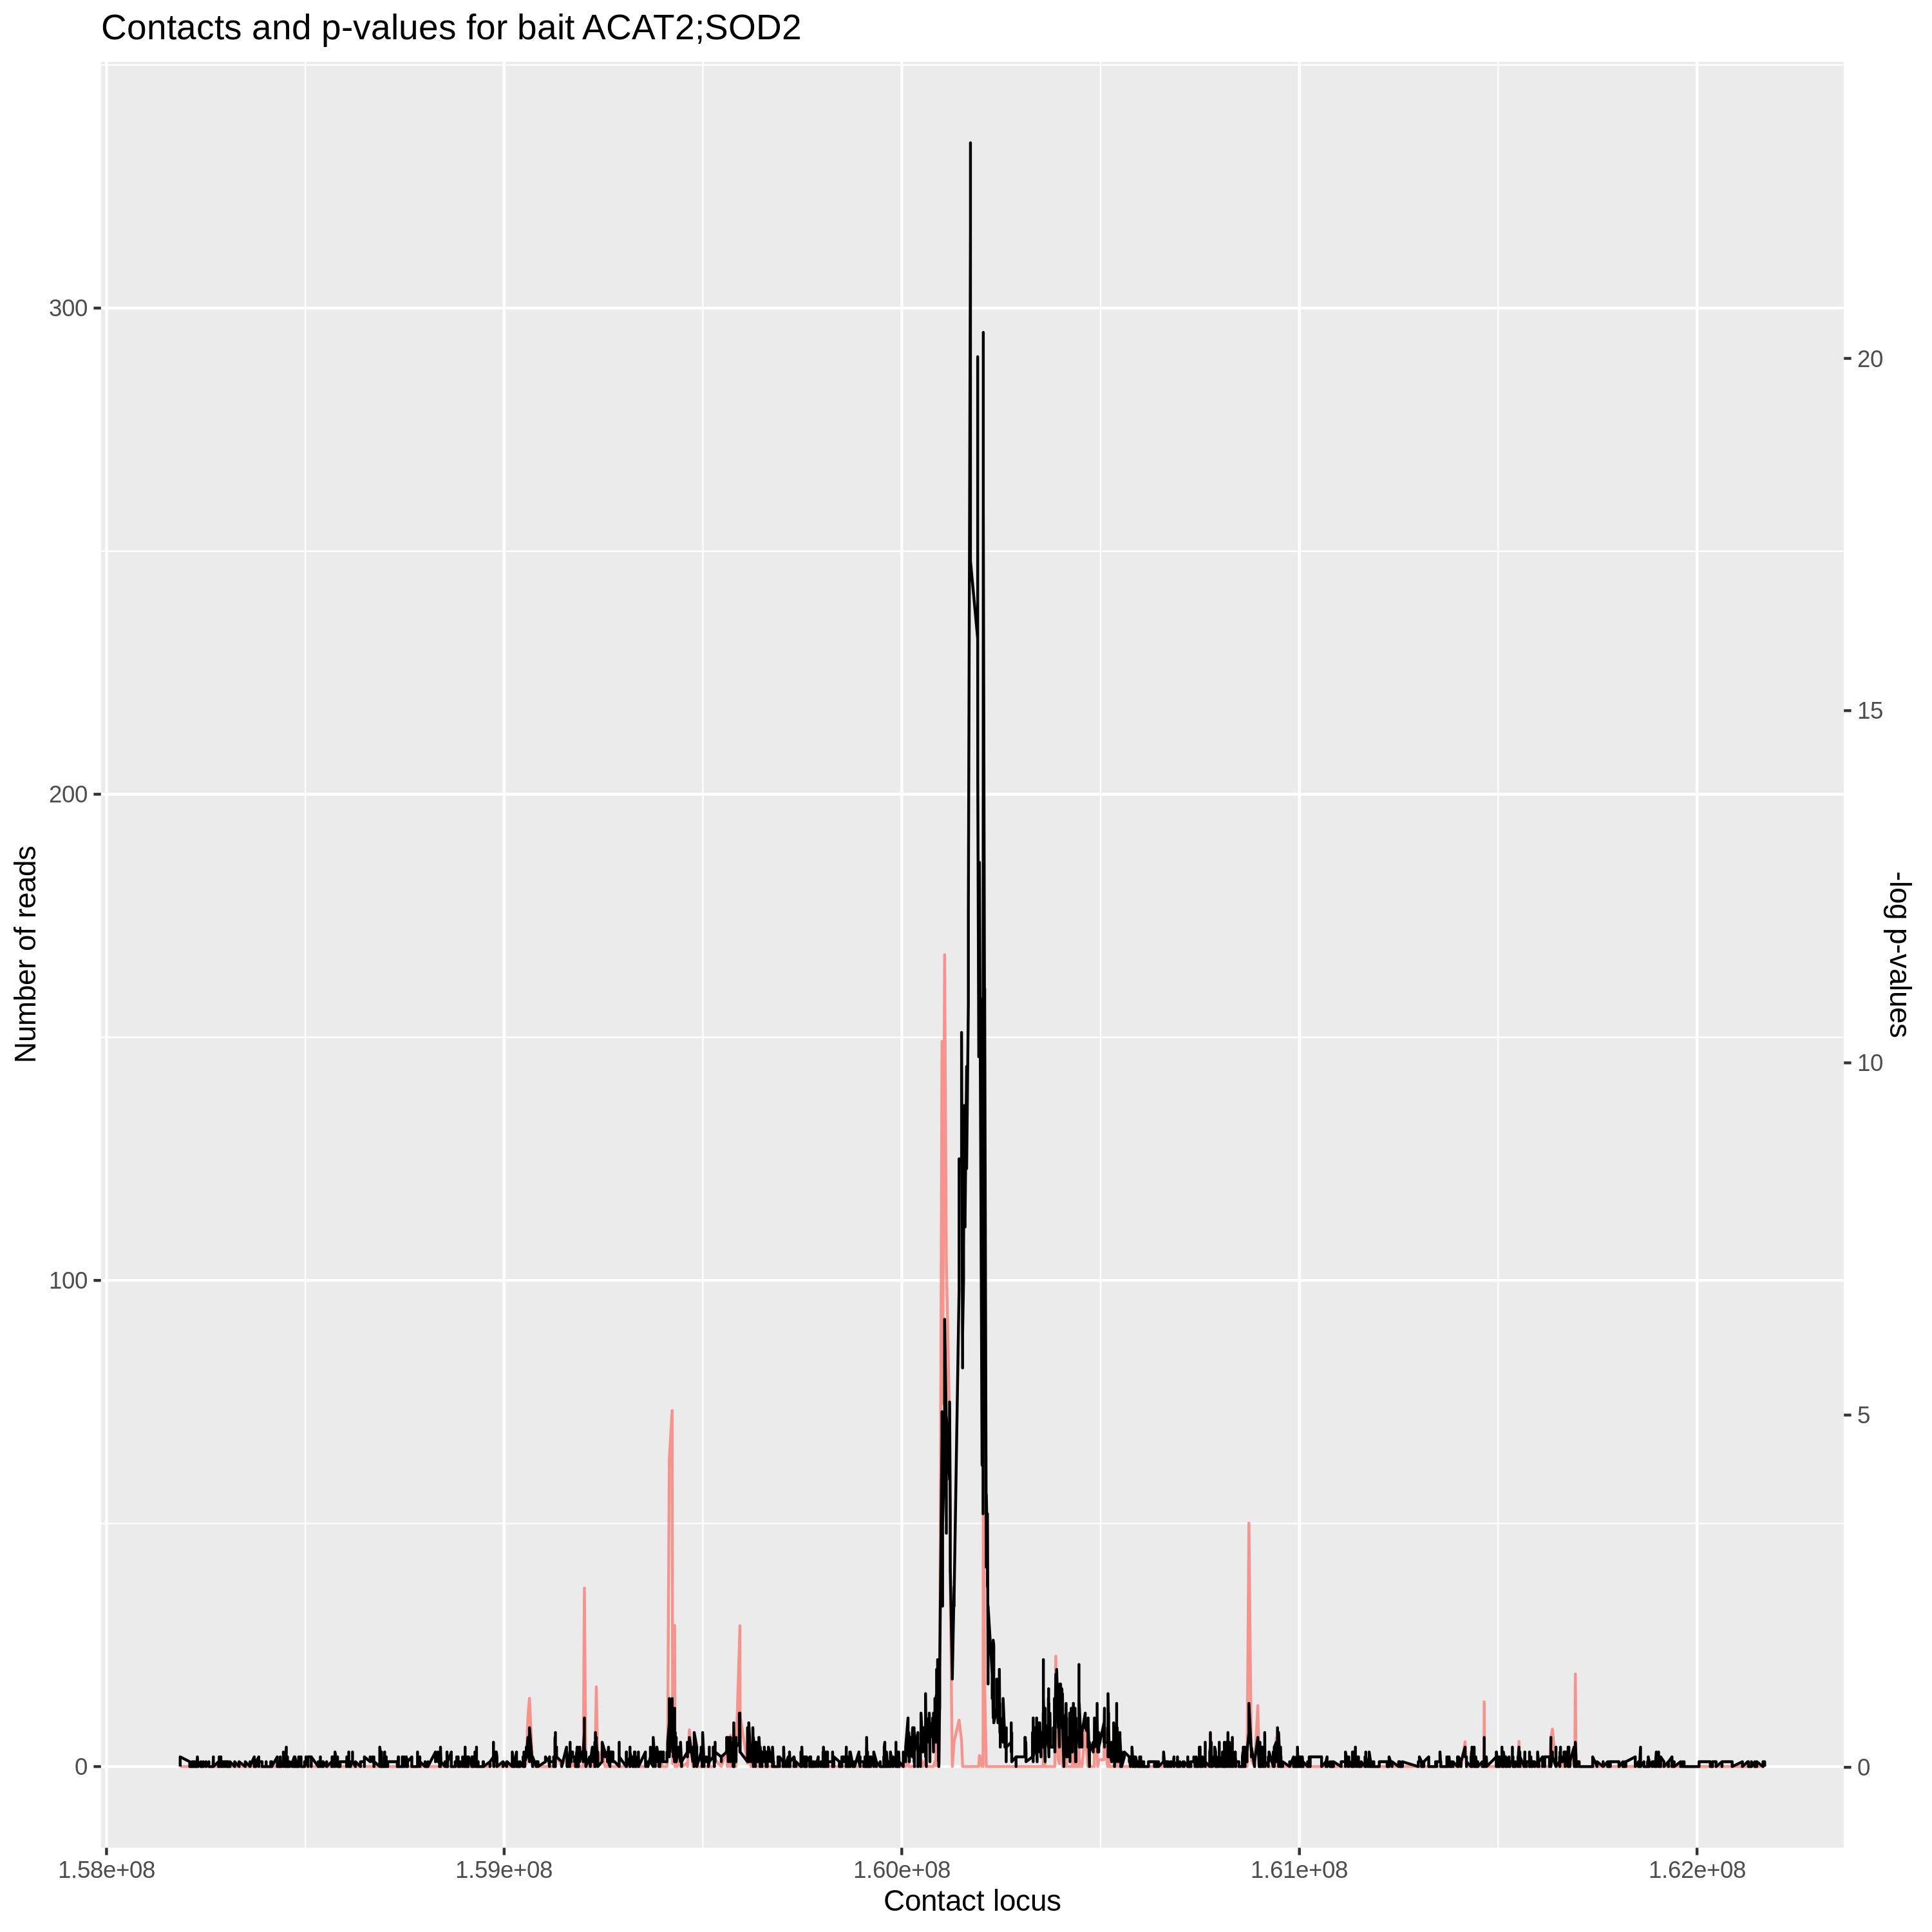 Contacts and p-values for bait ACAT2;SOD2
300
200
100
0
Number of reads
20
15
10
5
0
-log p-values
1.58e+08
1.59e+08
1.60e+08
1.61e+08
1.62e+08
Contact locus